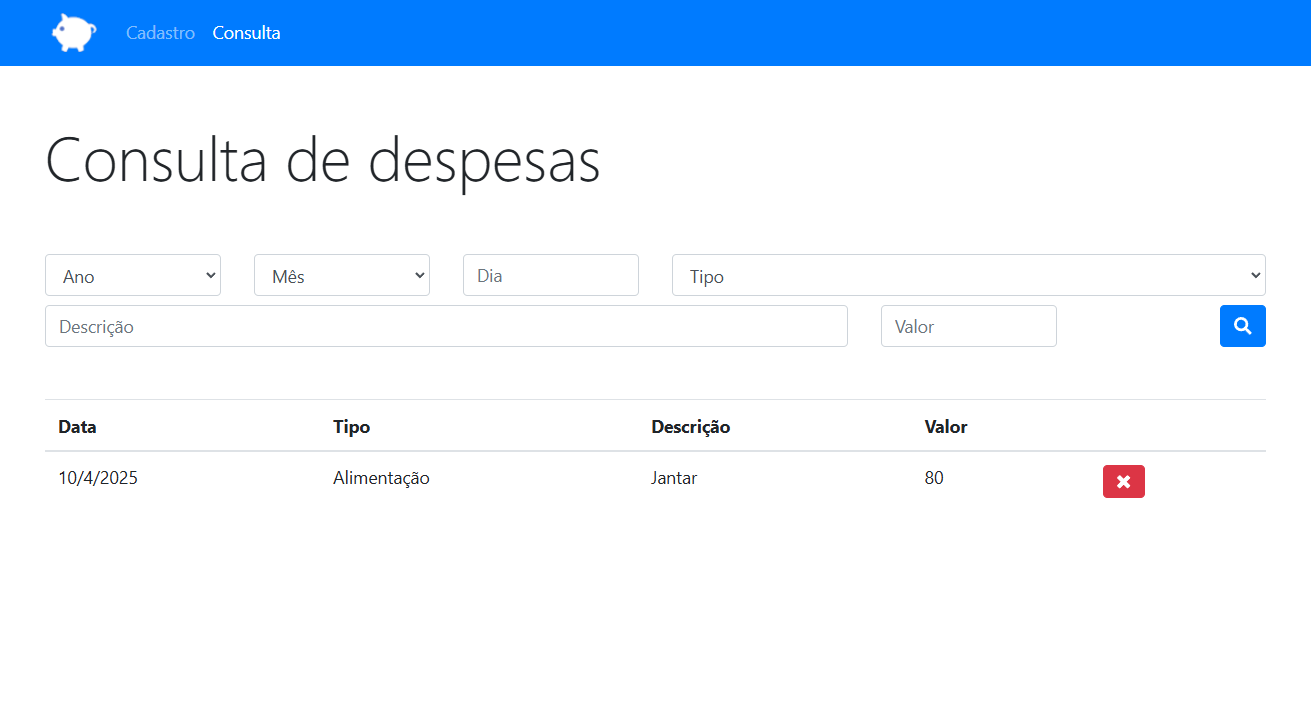 Cadastro Consulta
Consulta de despesas
Ano Mês Dia Tipo
Descrição Valor
Data Tipo Descrição Valor
10/4/2025 Alimentação Jantar 80